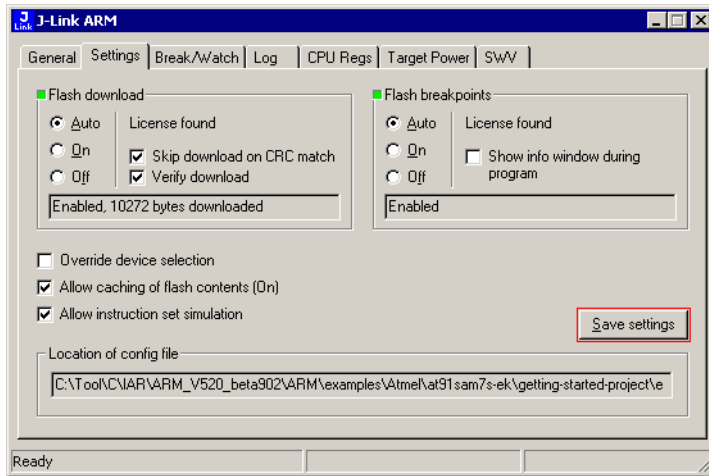 J
Link
J-Link ARM
General Settings Break/Watch Log CPU Regs Target Power SWV
Flash download
Auto License found
On Skip download on CRC match
Off Verify download
Enabled, 10272 bytes downloaded
Flash breakpoints
Auto License found
On Show info window during
Off program
Enabled
Override device selection
Allow caching of flash contents (On)
Allow instruction set simulation
Save settings
Location of config file
C:\Tool\C\IAR\ARM_V520_beta902\ARM\examples\Atmel\at91sam7s-ek\getting-started-project\e
Ready